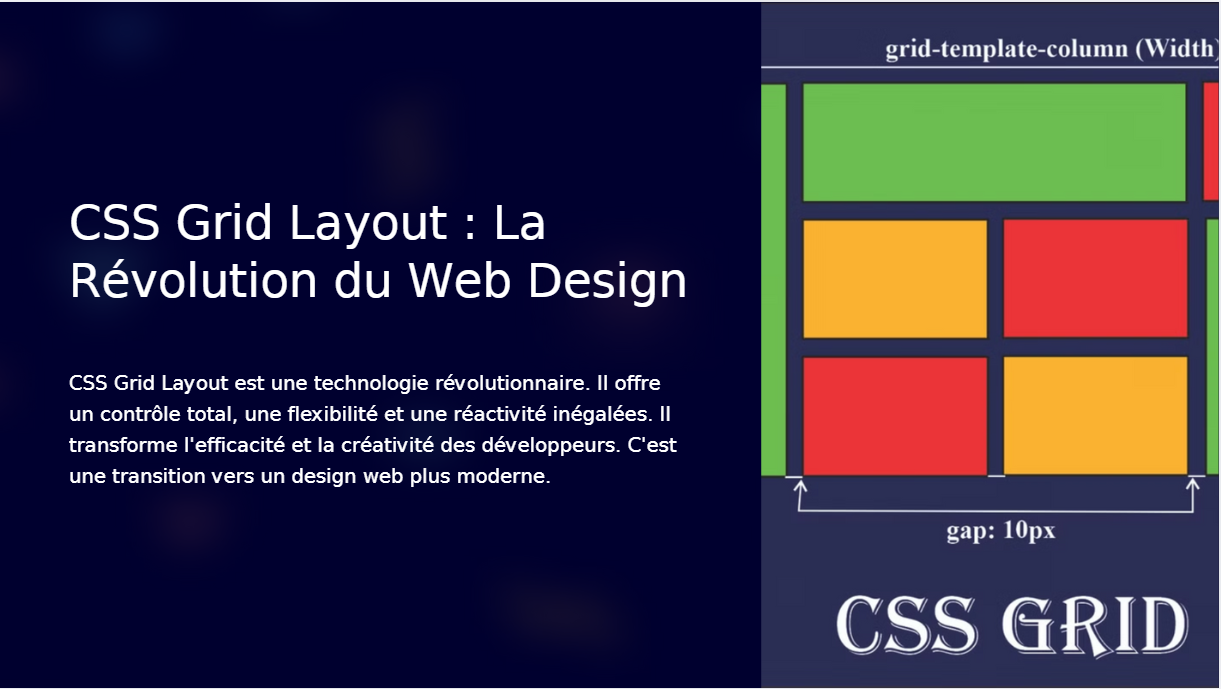 CSS Grid Layout : La
Révolution du Web Design
CSS Grid Layout est une technologie révolutionnaire. Il offre
un contrôle total, une flexibilité et une réactivité inégalées. Il
transforme l'efficacité et la créativité des développeurs. C'est
une transition vers un design web plus moderne.
grid-template-column (Width)
gap: 10px
CSS GRID